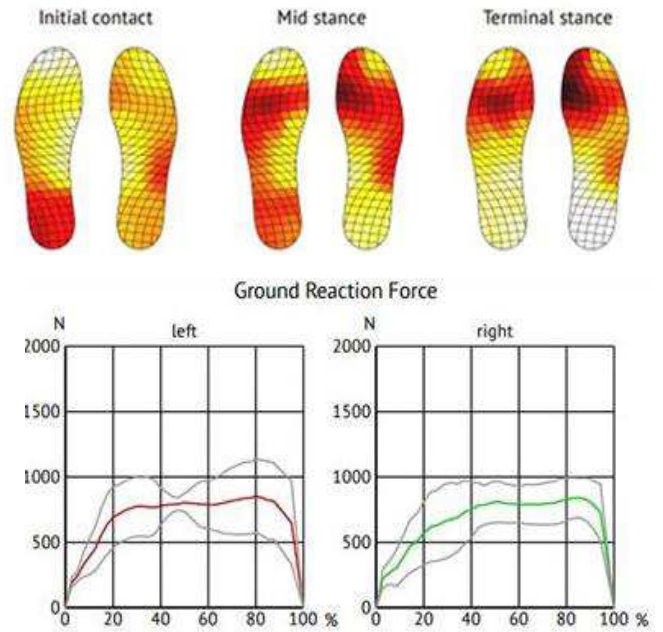 Initial contact Mid stance Terminal stance
Ground Reaction Force
N left N right
2000 2000
1500 1500
1000 1000
500 500
0 0
0 20 40 60 80 100 % 0 20 40 60 80 100 %